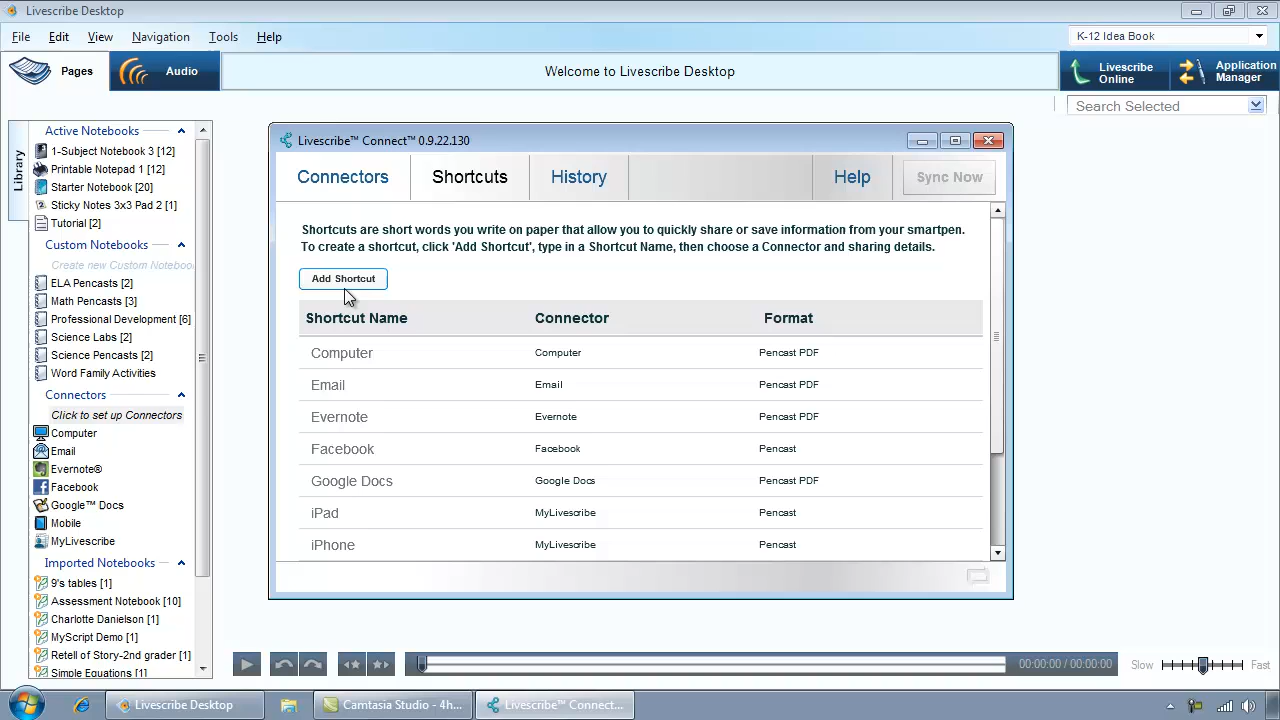 Livescribe Desktop
File Edit View Navigation Tools Help
K-12 Idea Book
Pages
Audio
Welcome to Livescribe Desktop
Livescribe Online
Application Manager
Search Selected
Library
Active Notebooks
1-Subject Notebook 3 [12]
Printable Notepad 1 [12]
Starter Notebook [20]
Sticky Notes 3x3 Pad 2 [1]
Tutorial [2]
Custom Notebooks
Create new Custom Noteboo
ELA Pencasts [2]
Math Pencasts [3]
Professional Development [6]
Science Labs [2]
Science Pencasts [2]
Word Family Activities
Connectors
Click to set up Connectors
Computer
Email
Evernote®
Facebook
Google™ Docs
Mobile
MyLivescribe
Imported Notebooks
9's tables [1]
Assessment Notebook [10]
Charlotte Danielson [1]
MyScript Demo [1]
Retell of Story-2nd grader [1]
Simple Equations [1]
Livescribe™ Connect™ 0.9.22.130
Connectors Shortcuts History Help Sync Now
Shortcuts are short words you write on paper that allow you to quickly share or save information from your smartpen.
To create a shortcut, click 'Add Shortcut', type in a Shortcut Name, then choose a Connector and sharing details.
Add Shortcut
Shortcut Name Connector Format
Computer Computer Pencast PDF
Email Email Pencast PDF
Evernote Evernote Pencast PDF
Facebook Facebook Pencast
Google Docs Google Docs Pencast PDF
iPad MyLivescribe Pencast
iPhone MyLivescribe Pencast
00:00:00 / 00:00:00
Slow Fast
Livescribe Desktop
Camtasia Studio - 4h...
Livescribe™ Connect...